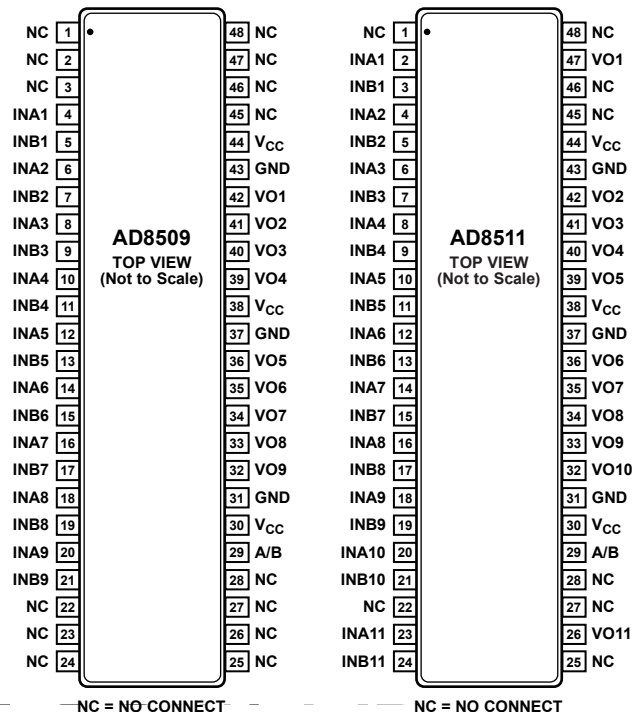 NC 1 48 NC
NC 2 47 NC
NC 3 46 NC
INA1 4 45 NC
INB1 5 44 VCC
INA2 6 43 GND
INB2 7 42 VO1
INA3 8 41 VO2
INB3 9 40 VO3
INA4 10 39 VO4
INB4 11 38 VCC
INA5 12 37 GND
INB5 13 36 VO5
INA6 14 35 VO6
INB6 15 34 VO7
INA7 16 33 VO8
INB7 17 32 VO9
INA8 18 31 GND
INB8 19 30 VCC
INA9 20 29 A/B
INB9 21 28 NC
NC 22 27 NC
NC 23 26 NC
NC 24 25 NC
AD8509
TOP VIEW
(Not to Scale)
NC = NO CONNECT
NC 1 48 NC
INA1 2 47 VO1
INB1 3 46 NC
INA2 4 45 NC
INB2 5 44 VCC
INA3 6 43 GND
INB3 7 42 VO2
INA4 8 41 VO3
INB4 9 40 VO4
INA5 10 39 VO5
INB5 11 38 VCC
INA6 12 37 GND
INB6 13 36 VO6
INA7 14 35 VO7
INB7 15 34 VO8
INA8 16 33 VO9
INB8 17 32 VO10
INA9 18 31 GND
INB9 19 30 VCC
INA10 20 29 A/B
INB10 21 28 NC
NC 22 27 NC
INA11 23 26 VO11
INB11 24 25 NC
AD8511
TOP VIEW
(Not to Scale)
NC = NO CONNECT